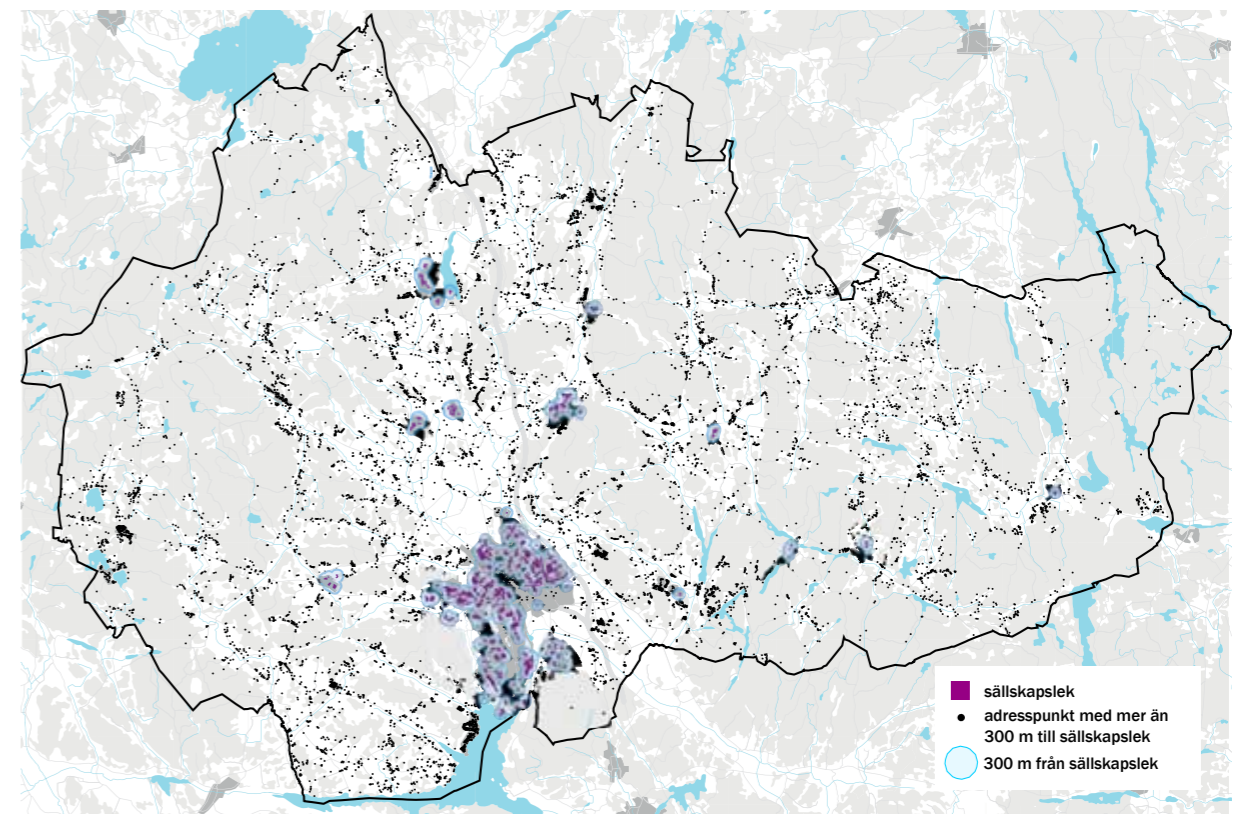 sällskapslek
adresspunkt med mer än
300 m till sällskapslek
300 m från sällskapslek